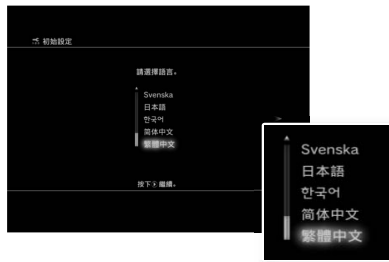 初始設定
請選擇語言。
Svenska
日本語
한국어
简体中文
繁體中文
按下 繼續。
Svenska
日本語
한국어
简体中文
繁體中文